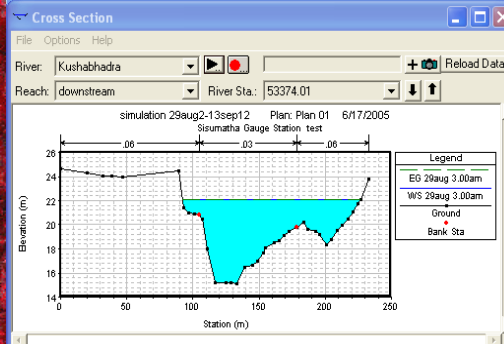 Cross Section
File Options Help
River: Kushabhadra Reload Data
Reach: downstream River Sta.: 53374.01
simulation 29aug2-13sep12 Plan: Plan 01 6/17/2005
Sisumatha Gauge Station test
.06 .03 .06
26
24
22
20
18
16
14
0 50 100 150 200 250
Elevation (m)
Station (m)
Legend
EG 29aug 3.00am
WS 29aug 3.00am
Ground
Bank Sta